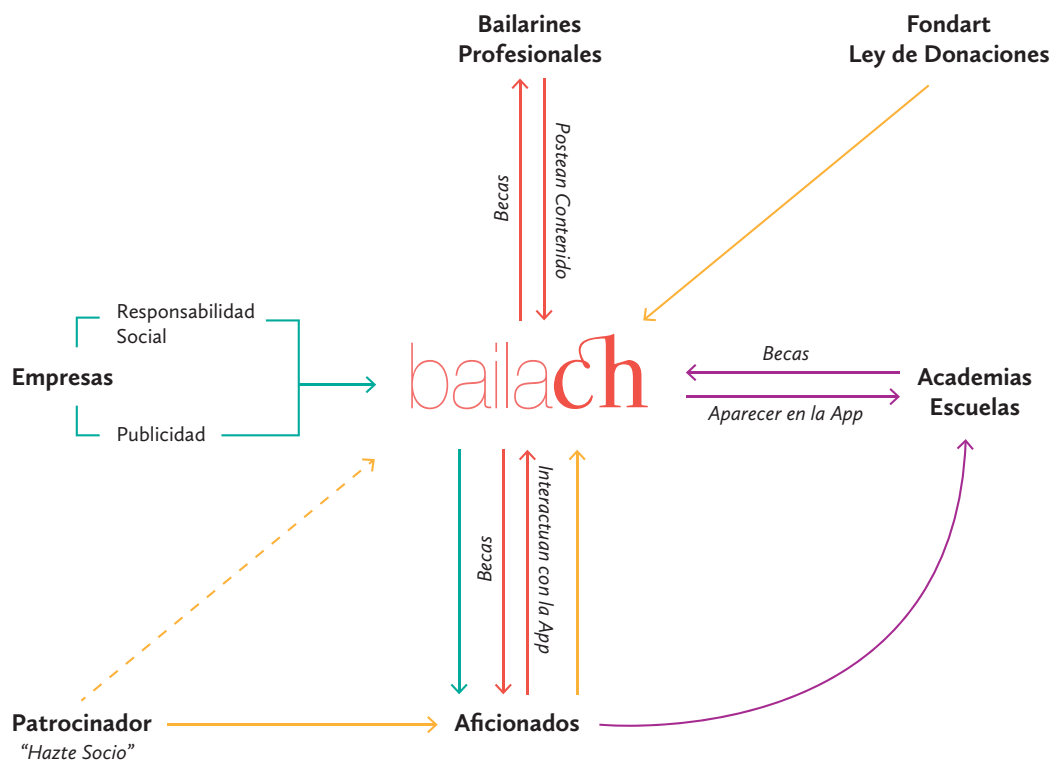 Bailarines
Profesionales
Fondart
Ley de Donaciones
Becas
Postean Contenido
Responsabilidad
Social
Empresas
Publicidad
bailach
Becas
Aparecer en la App
Academias
Escuelas
Becas
Interactuan con la App
Patrocinador
“Hazte Socio”
Aficionados